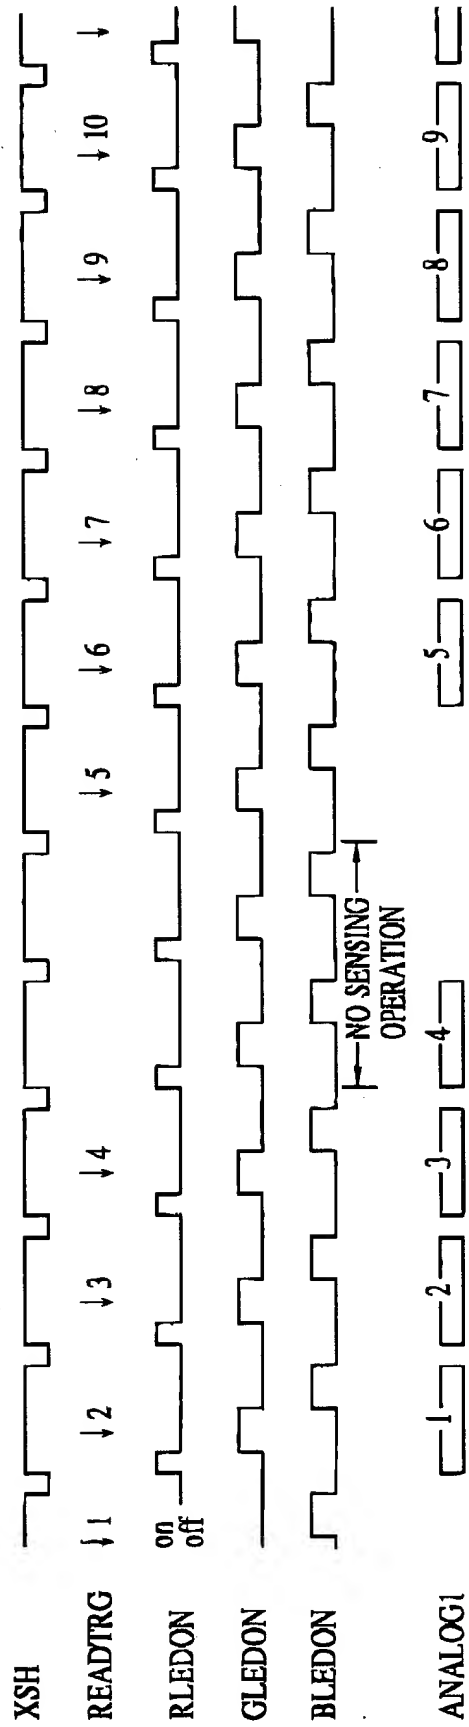 XSH
READTRG 1 2 3 4 5 6 7 8 9 10
RLEDON on
off
GLEDON
BLEDON
NO SENSING
OPERATION
ANALOG1 1 2 3 4 5 6 7 8 9